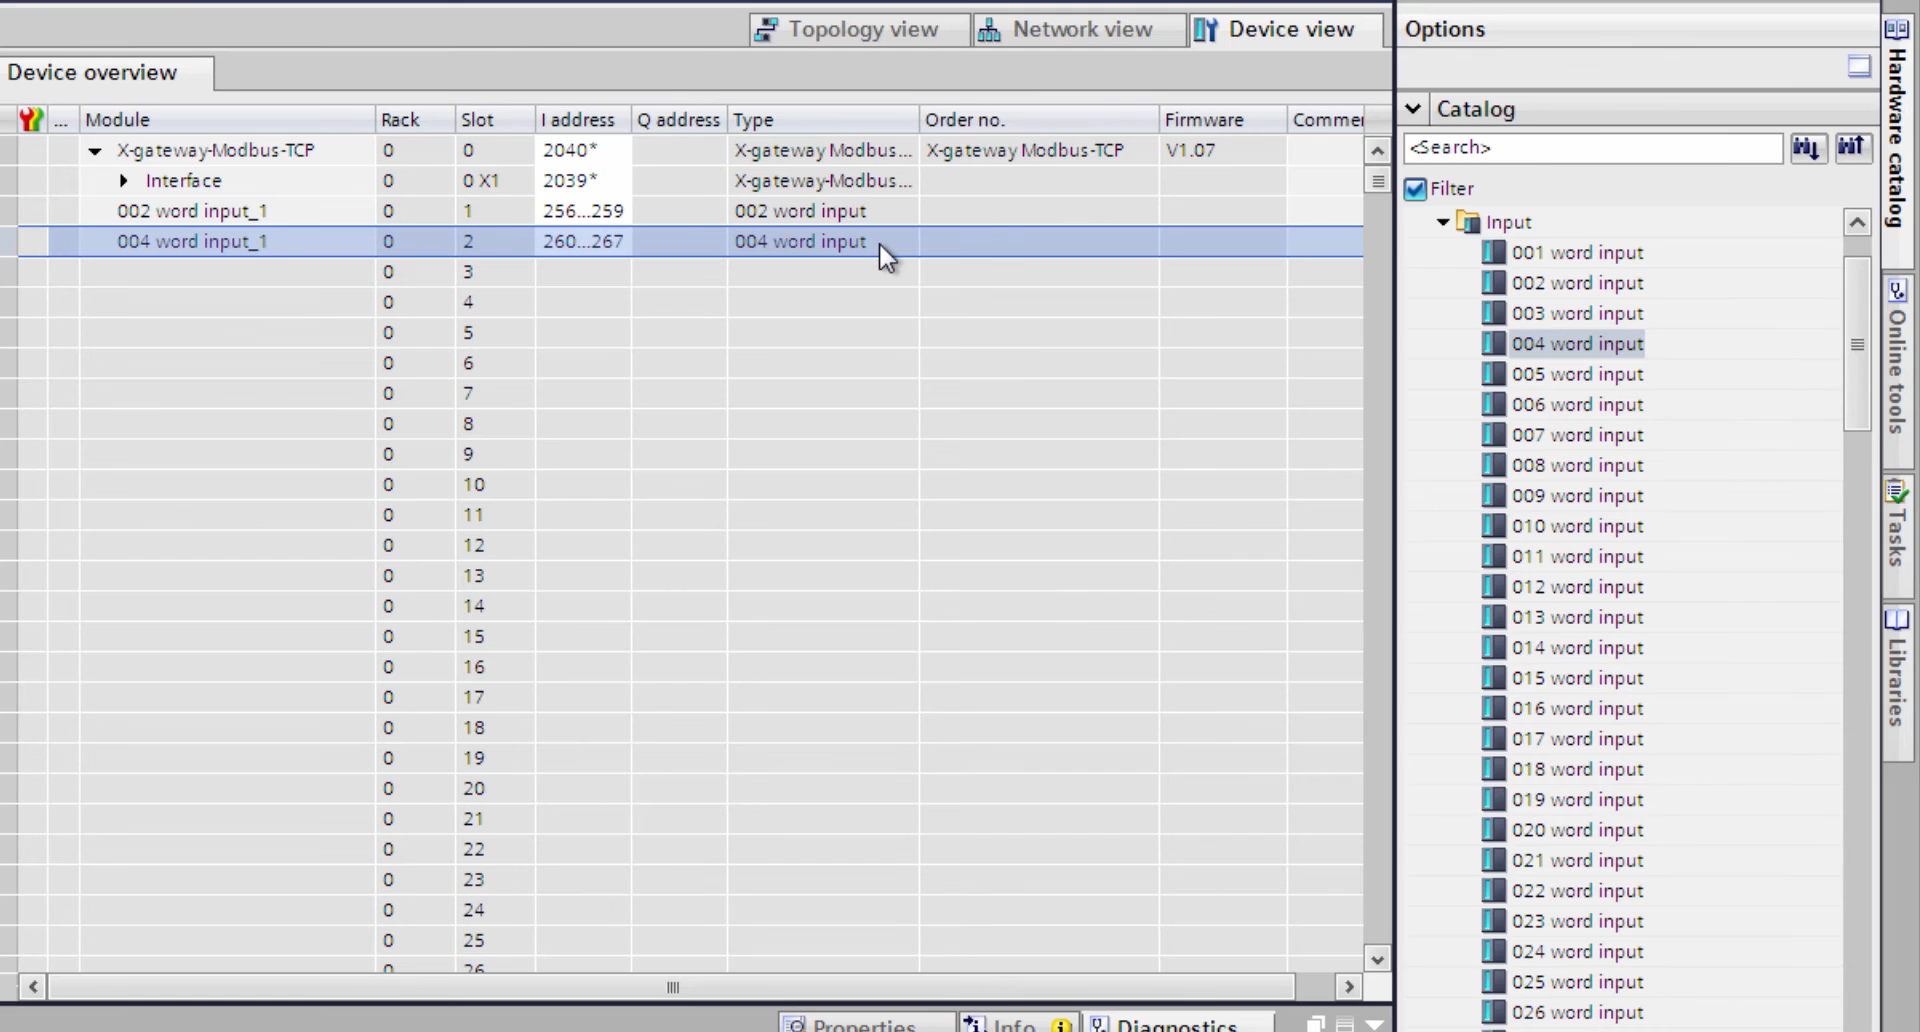 Topology view Network view Device view
Options
Device overview
Catalog
... Module Rack Slot I address Q address Type Order no. Firmware Commer
X-gateway-Modbus-TCP 0 0 2040* X-gateway Modbus... X-gateway Modbus-TCP V1.07
Interface 0 0 X1 2039* X-gateway-Modbus...
002 word input_1 0 1 256...259 002 word input
004 word input_1 0 2 260...267 004 word input
0 3
0 4
0 5
0 6
0 7
0 8
0 9
0 10
0 11
0 12
0 13
0 14
0 15
0 16
0 17
0 18
0 19
0 20
0 21
0 22
0 23
0 24
0 25
0 26
<Search>
Filter
Input
001 word input
002 word input
003 word input
004 word input
005 word input
006 word input
007 word input
008 word input
009 word input
010 word input
011 word input
012 word input
013 word input
014 word input
015 word input
016 word input
017 word input
018 word input
019 word input
020 word input
021 word input
022 word input
023 word input
024 word input
025 word input
026 word input
Hardware catalog
Online tools
Tasks
Libraries
Properties Info Diagnostics